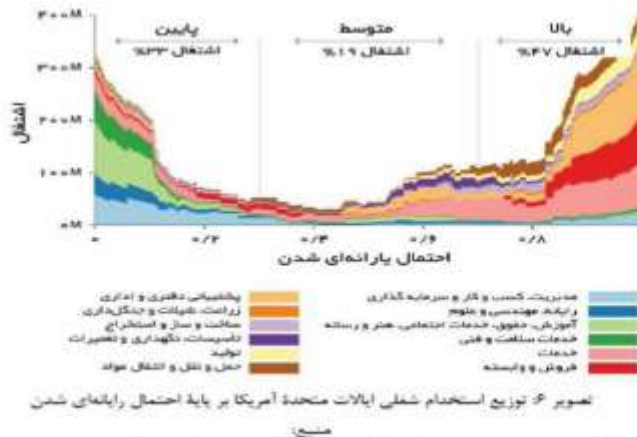 ۴۰۰M
پایین متوسط بالا
اشتغال ۳۳% اشتغال ۱۹% اشتغال ۴۷%
۳۰۰M
اشتغال
۲۰۰M
۱۰۰M
۰M
۰ ۰/۲ ۰/۴ ۰/۶ ۰/۸
احتمال یارانه‌ای شدن
مدیریت، کسب و کار و سرمایه گذاری
رایانه، مهندسی و علوم
آموزش، حقوق، خدمات اجتماعی، هنر و رسانه
خدمات سلامت و فنی
خدمات
فروش و وابسته
پشتیبانی دفتری و اداری
زراعت، شیلات و جنگل‌داری
ساخت و ساز و استخراج
تاسیسات، نگهداری و تعمیرات
تولید
حمل و نقل و انتقال مواد
تصویر ۶: توزیع استخدام شغلی ایالات متحدهٔ آمریکا بر پایهٔ احتمال رایانه‌ای شدن
منبع: